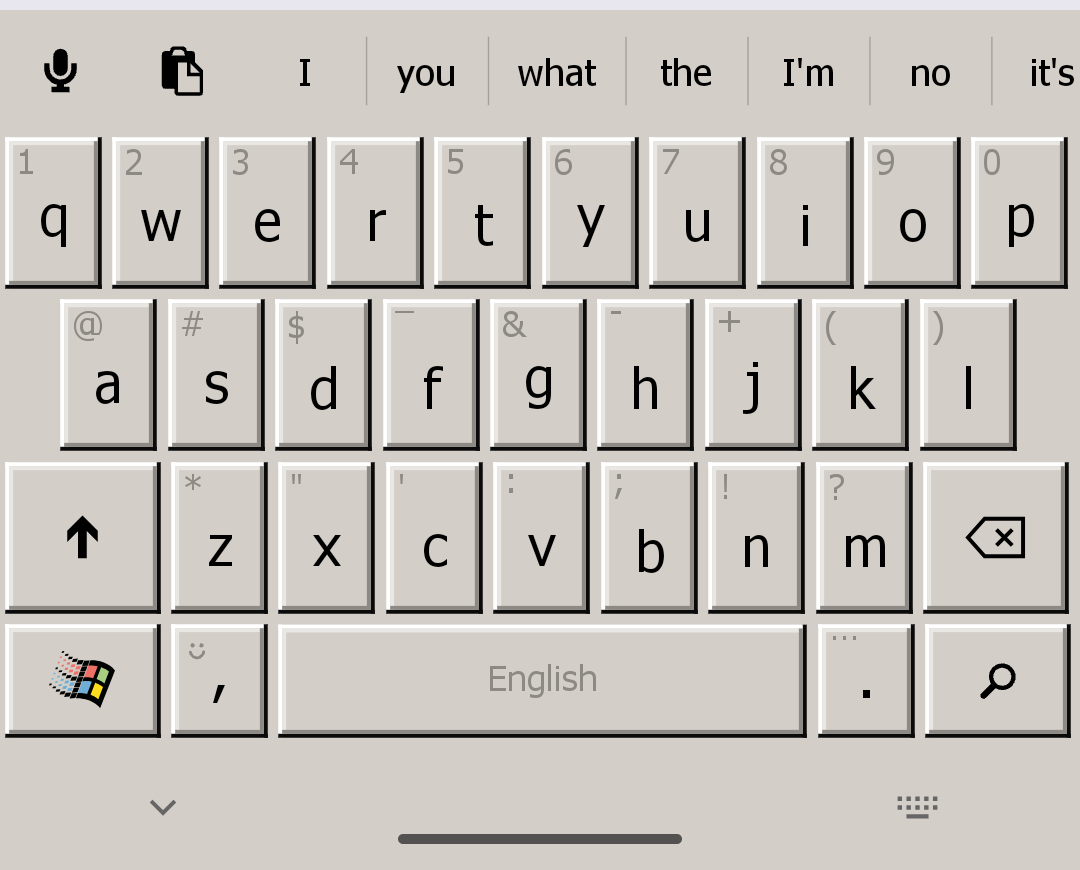 I you what the I'm no it's
1 2 3 4 5 6 7 8 9 0
q w e r t y u i o p
@ # $ _ & - + ( )
a s d f g h j k l
* " ' : ; ! ?
z x c v b n m
...
, English .